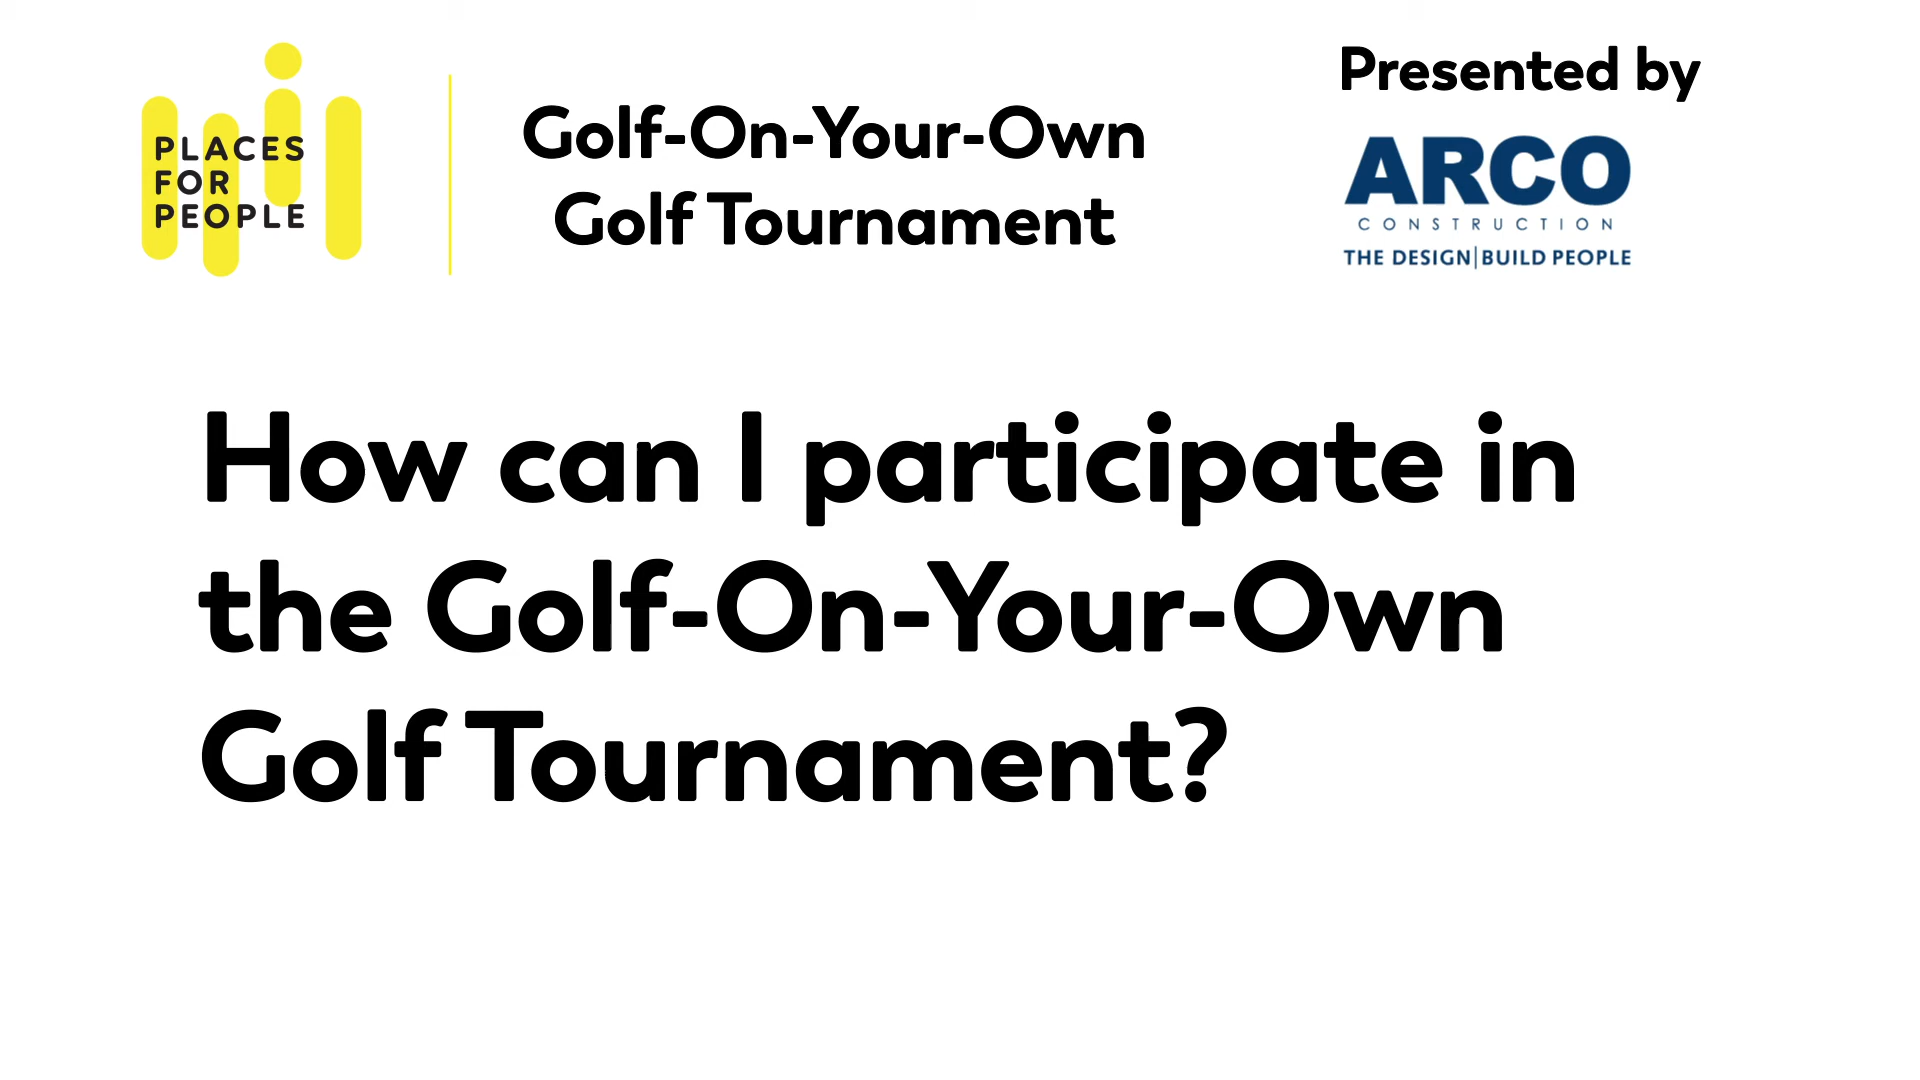 PLACES
FOR
PEOPLE
Golf-On-Your-Own
Golf Tournament
Presented by
ARCO
CONSTRUCTION
THE DESIGN|BUILD PEOPLE
How can I participate in
the Golf-On-Your-Own
Golf Tournament?